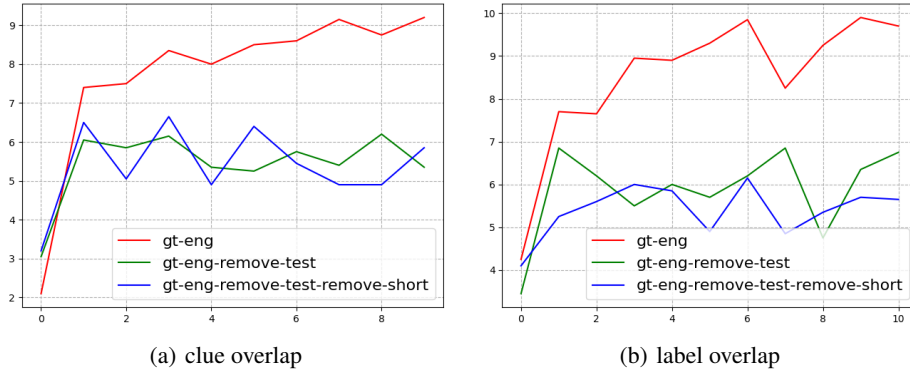 9
8
7
6
5
4
3
2
0 2 4 6 8
gt-eng
gt-eng-remove-test
gt-eng-remove-test-remove-short
(a) clue overlap
10
9
8
7
6
5
4
0 2 4 6 8 10
gt-eng
gt-eng-remove-test
gt-eng-remove-test-remove-short
(b) label overlap